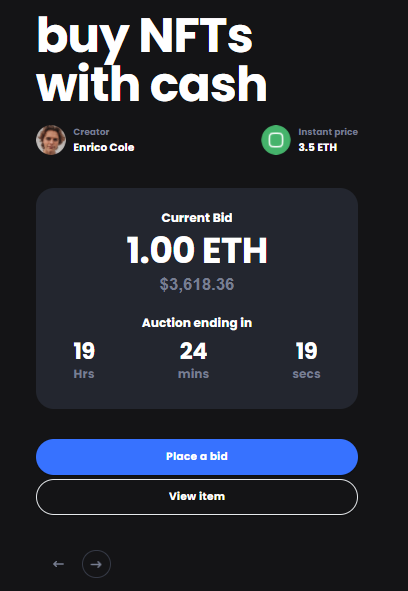 buy NFTs
with cash
Creator
Enrico Cole
Instant price
3.5 ETH
Current Bid
1.00 ETH
$3,618.36
Auction ending in
19 24 19
Hrs mins secs
Place a bid
View item